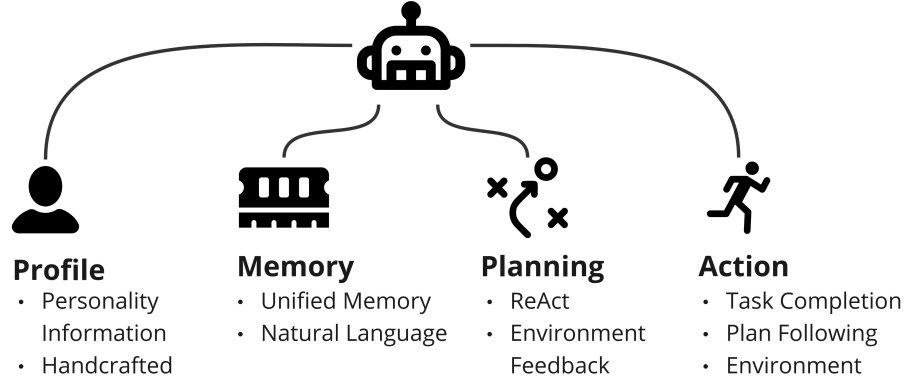 Profile
• Personality
Information
• Handcrafted
Memory
• Unified Memory
• Natural Language
Planning
• ReAct
• Environment
Feedback
Action
• Task Completion
• Plan Following
• Environment